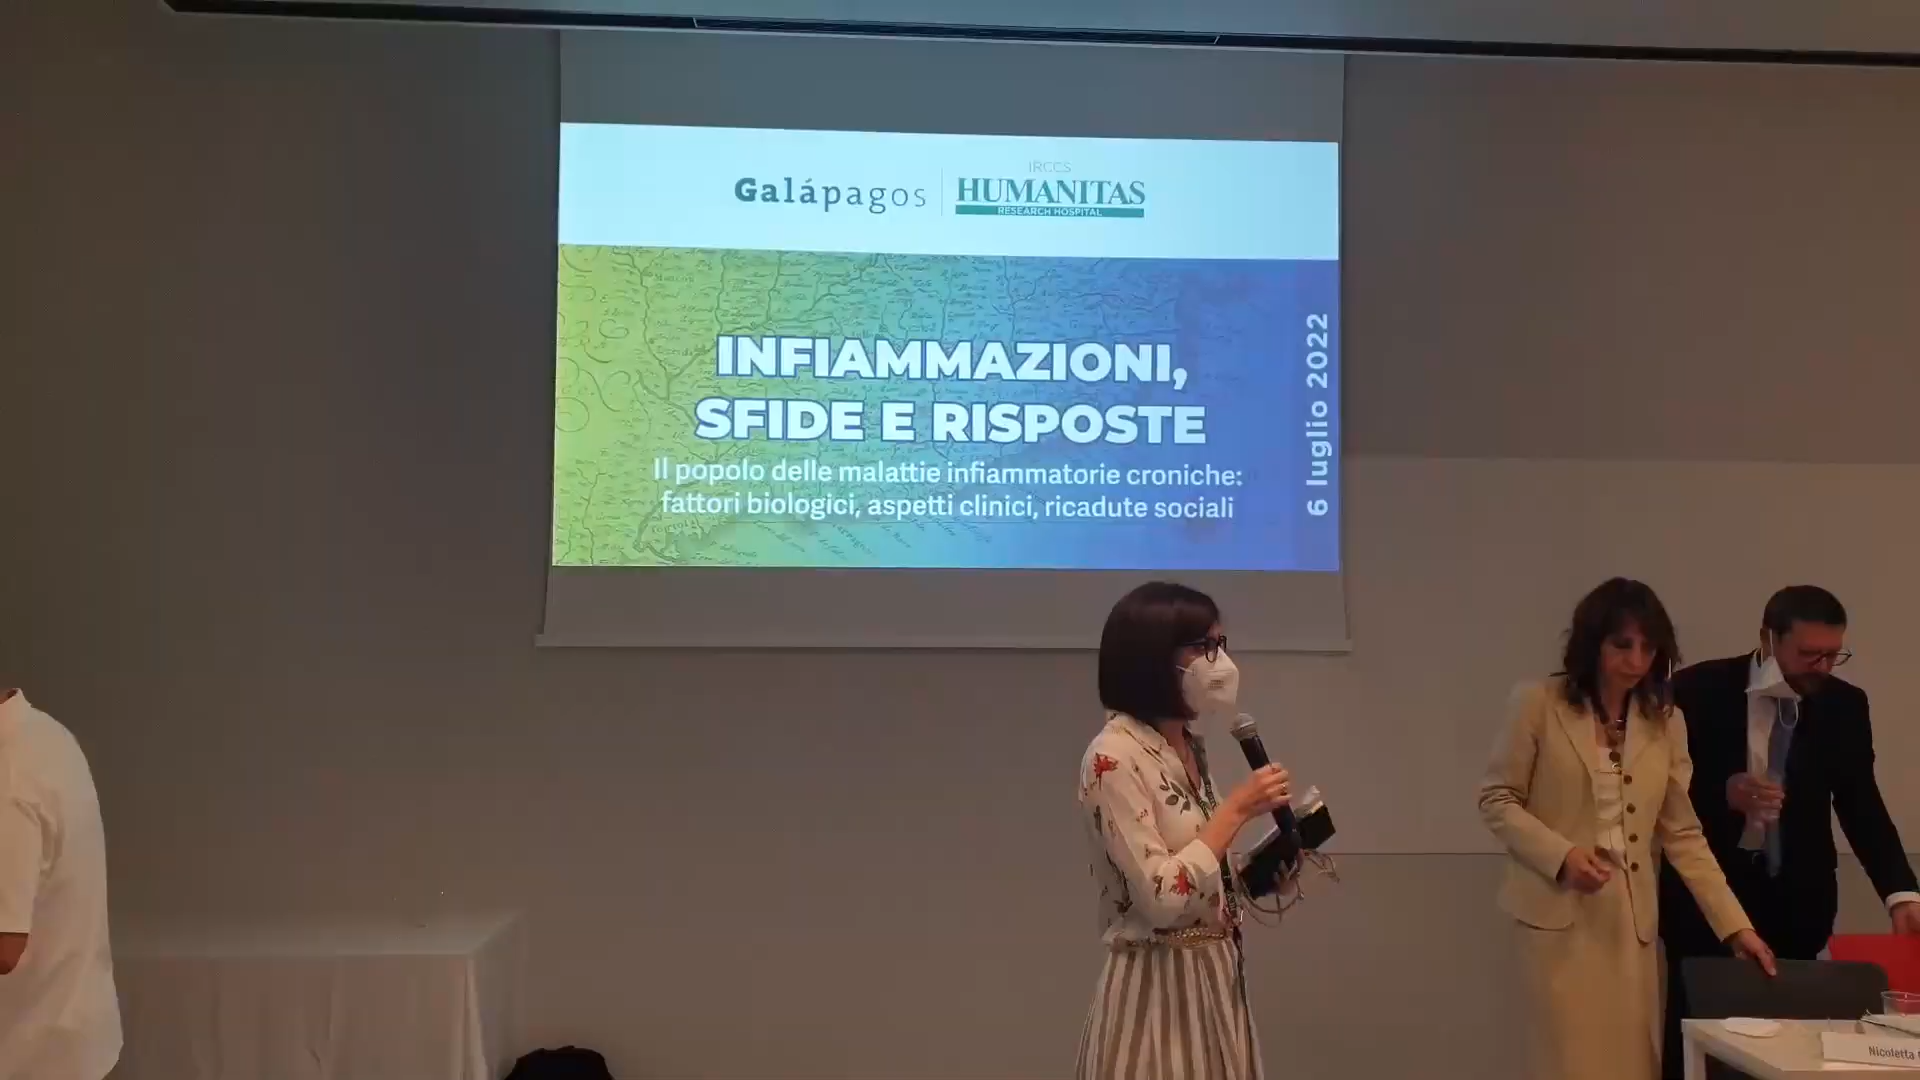 Galápagos
IRCCS
HUMANITAS
RESEARCH HOSPITAL
INFIAMMAZIONI,
SFIDE E RISPOSTE
Il popolo delle malattie infiammatorie croniche:
fattori biologici, aspetti clinici, ricadute sociali
6 luglio 2022
Nicoletta